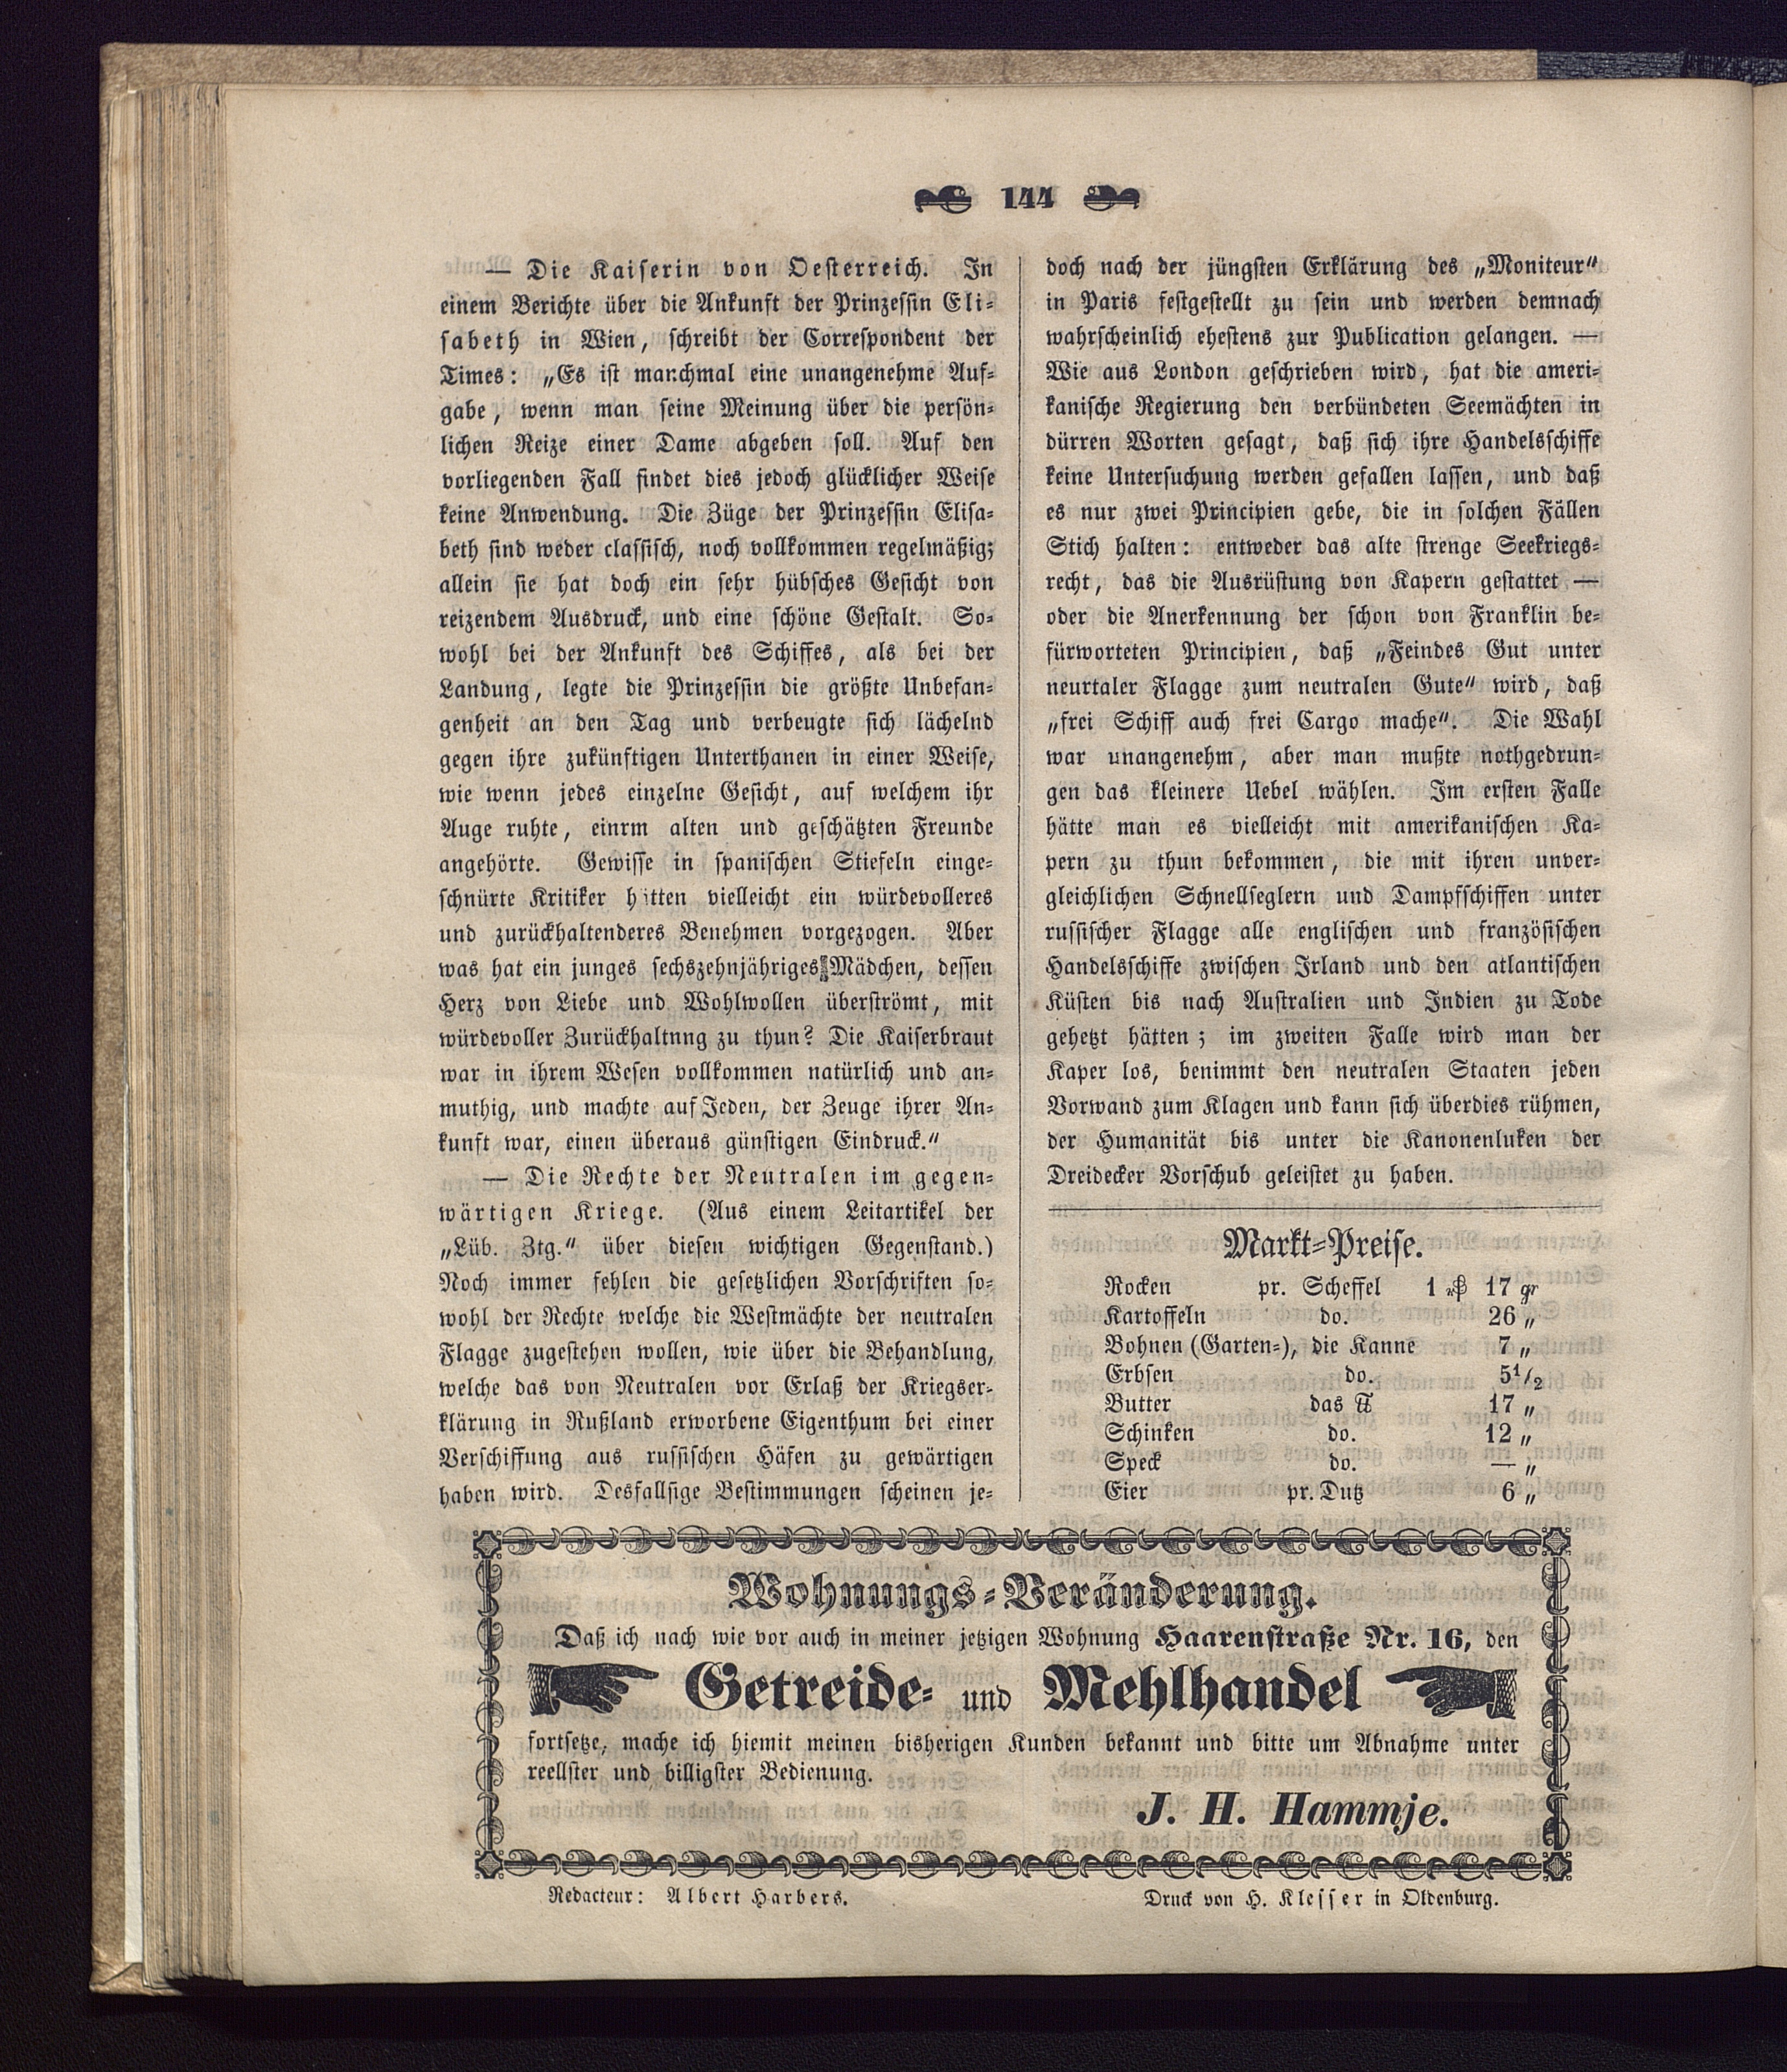 144
— Die Kaiserin von Oesterreich. In
einem Berichte über die Ankunft der Prinzessin Eli-
sabeth in Wien, schreibt der Correspondent der
Times: „Es ist manchmal eine unangenehme Auf-
gabe, wenn man seine Meinung über die persön-
lichen Reize einer Dame abgeben soll. Auf den
vorliegenden Fall findet dies jedoch glücklicher Weise
keine Anwendung. Die Züge der Prinzessin Elisa-
beth sind weder classisch, noch vollkommen regelmäßig;
allein sie hat doch ein sehr hübsches Gesicht von
reizendem Ausdruck, und eine schöne Gestalt. So-
wohl bei der Ankunft des Schiffes, als bei der
Landung, legte die Prinzessin die größte Unbefan-
genheit an den Tag und verbeugte sich lächelnd
gegen ihre zukünftigen Unterthanen in einer Weise,
wie wenn jedes einzelne Gesicht, auf welchem ihr
Auge ruhte, einrm alten und geschätzten Freunde
angehörte. Gewisse in spanischen Stiefeln einge-
schnürte Kritiker hätten vielleicht ein würdevolleres
und zurückhaltenderes Benehmen vorgezogen. Aber
was hat ein junges sechszehnjähriges Mädchen, dessen
Herz von Liebe und Wohlwollen überströmt, mit
würdevoller Zurückhaltnng zu thun? Die Kaiserbraut
war in ihrem Wesen vollkommen natürlich und an-
muthig, und machte auf Jeden, der Zeuge ihrer An-
kunft war, einen überaus günstigen Eindruck.“
— Die Rechte der Neutralen im gegen-
wärtigen Kriege. (Aus einem Leitartikel der
„Lüb. Ztg.“ über diesen wichtigen Gegenstand.)
Noch immer fehlen die gesetzlichen Vorschriften so-
wohl der Rechte welche die Westmächte der neutralen
Flagge zugestehen wollen, wie über die Behandlung,
welche das von Neutralen vor Erlaß der Kriegser-
klärung in Rußland erworbene Eigenthum bei einer
Verschiffung aus russischen Häfen zu gewärtigen
haben wird. Desfallsige Bestimmungen scheinen je-
doch nach der jüngsten Erklärung des „Moniteur“
in Paris festgestellt zu sein und werden demnach
wahrscheinlich ehestens zur Publication gelangen. —
Wie aus London geschrieben wird, hat die ameri-
kanische Regierung den verbündeten Seemächten in
dürren Worten gesagt, daß sich ihre Handelsschiffe
keine Untersuchung werden gefallen lassen, und daß
es nur zwei Principien gebe, die in solchen Fällen
Stich halten: entweder das alte strenge Seekriegs-
recht, das die Ausrüstung von Kapern gestattet —
oder die Anerkennung der schon von Franklin be-
fürworteten Principien, daß „Feindes Gut unter
neurtaler Flagge zum neutralen Gute“ wird, daß
„frei Schiff auch frei Cargo mache“. Die Wahl
war unangenehm, aber man mußte nothgedrun-
gen das kleinere Uebel wählen. Im ersten Falle
hätte man es vielleicht mit amerikanischen Ka-
pern zu thun bekommen, die mit ihren unver-
gleichlichen Schnellseglern und Dampfschiffen unter
russischer Flagge alle englischen und französischen
Handelsschiffe zwischen Irland und den atlantischen
Küsten bis nach Australien und Indien zu Tode
gehetzt hätten; im zweiten Falle wird man der
Kaper los, benimmt den neutralen Staaten jeden
Vorwand zum Klagen und kann sich überdies rühmen,
der Humanität bis unter die Kanonenluken der
Dreidecker Vorschub geleistet zu haben.
Markt-Preise.
Rocken pr. Scheffel 1 ₰ 17 gr
Kartoffeln do. 26 „
Bohnen (Garten-), die Kanne 7 „
Erbsen do. 5 1/2
Butter das ℔ 17 „
Schinken do. 12 „
Speck do. — „
Eier pr. Dutz 6 „
Wohnungs-Veränderung.
Daß ich nach wie vor auch in meiner jetzigen Wohnung Haarenstraße Nr. 16, den
Getreide- und Mehlhandel
fortsetze, mache ich hiemit meinen bisherigen Kunden bekannt und bitte um Abnahme unter
reellster und billigster Bedienung.
J. H. Hammje.
Redacteur: Albert Harbers.
Druck von H. Klesser in Oldenburg.